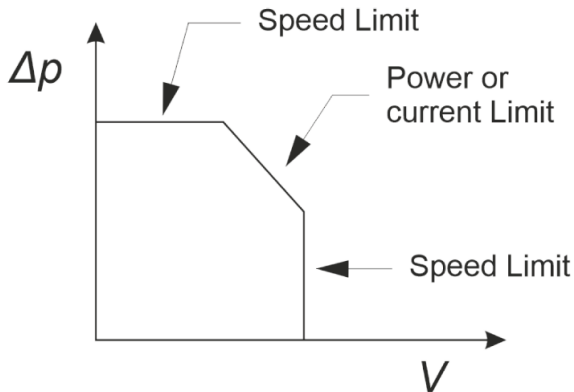 Speed Limit
Δp
Power or
current Limit
Speed Limit
V